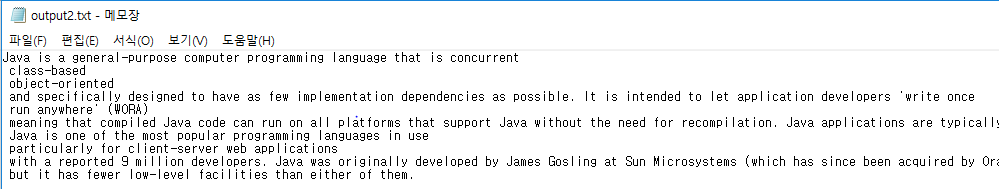 output2.txt - 메모장
파일(F) 편집(E) 서식(O) 보기(V) 도움말(H)
Java is a general-purpose computer programming language that is concurrent
class-based
object-oriented
and specifically designed to have as few implementation dependencies as possible. It is intended to let application developers 'write once
run anywhere' (WORA)
meaning that compiled Java code can run on all platforms that support Java without the need for recompilation. Java applications are typically
Java is one of the most popular programming languages in use
particularly for client-server web applications
with a reported 9 million developers. Java was originally developed by James Gosling at Sun Microsystems (which has since been acquired by Ora
but it has fewer low-level facilities than either of them.